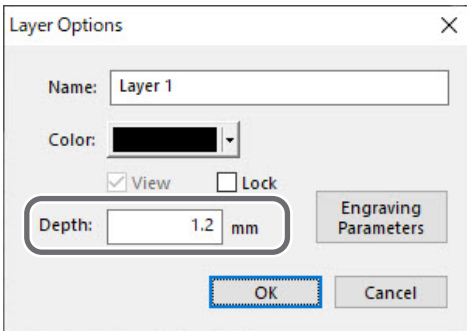 Layer Options
Name: Layer 1
Color:
View Lock
Depth: 1.2 mm
Engraving
Parameters
OK Cancel